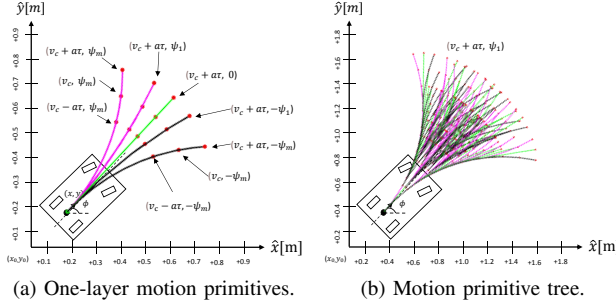 ŷ[m]
+0.9
+0.8
+0.7
+0.6
+0.5
+0.4
+0.3
+0.2
+0.1
(v_c + aτ, ψ_m)
(v_c, ψ_m)
(v_c − aτ, ψ_m)
(v_c + aτ, ψ_1)
(v_c + aτ, 0)
(v_c + aτ, −ψ_1)
(v_c + aτ, −ψ_m)
(v_c, −ψ_m)
(v_c − aτ, −ψ_m)
(x, y)
ϕ
x̂[m]
(x_0,y_0)
+0.1 +0.2 +0.3 +0.4 +0.5 +0.6 +0.7 +0.8 +0.9
(a) One-layer motion primitives.
ŷ[m]
+1.8
+1.6
+1.4
+1.2
+1.0
+0.8
+0.6
+0.4
+0.2
(v_c + aτ, ψ_1)
ϕ
x̂[m]
(x_0,y_0)
+0.2 +0.4 +0.6 +0.8 +1.0 +1.2 +1.4 +1.6 +1.8
(b) Motion primitive tree.